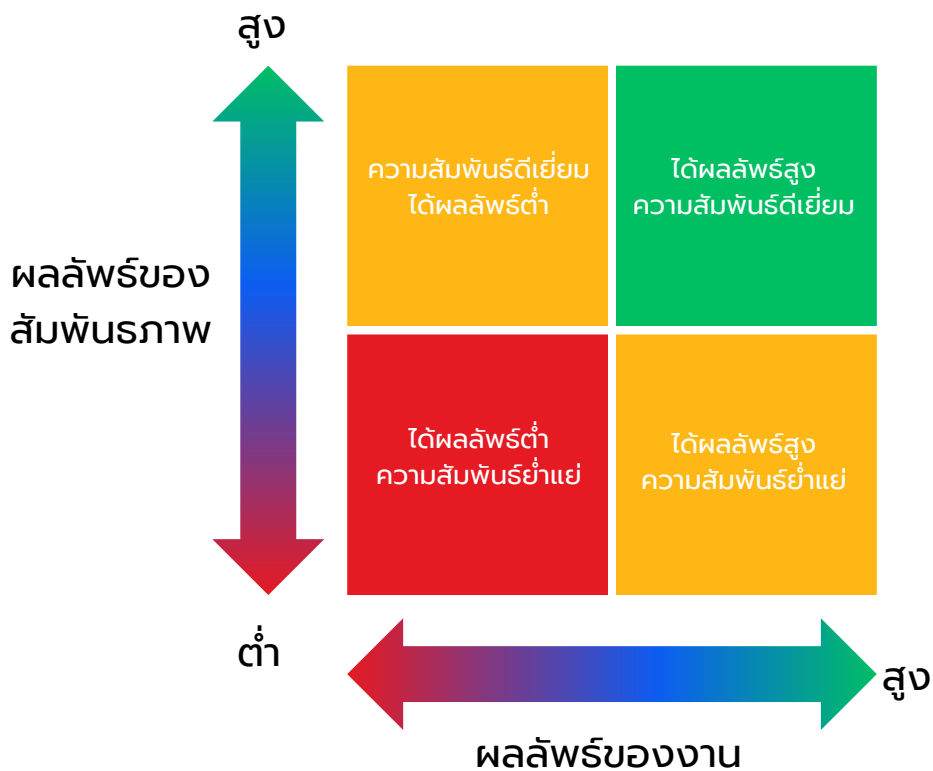 สูง
ความสัมพันธ์ดีเยี่ยม
ได้ผลลัพธ์ต่ำ
ได้ผลลัพธ์สูง
ความสัมพันธ์ดีเยี่ยม
ผลลัพธ์ของ
สัมพันธภาพ
ได้ผลลัพธ์ต่ำ
ความสัมพันธ์ย่ำแย่
ได้ผลลัพธ์สูง
ความสัมพันธ์ย่ำแย่
ต่ำ
สูง
ผลลัพธ์ของงาน